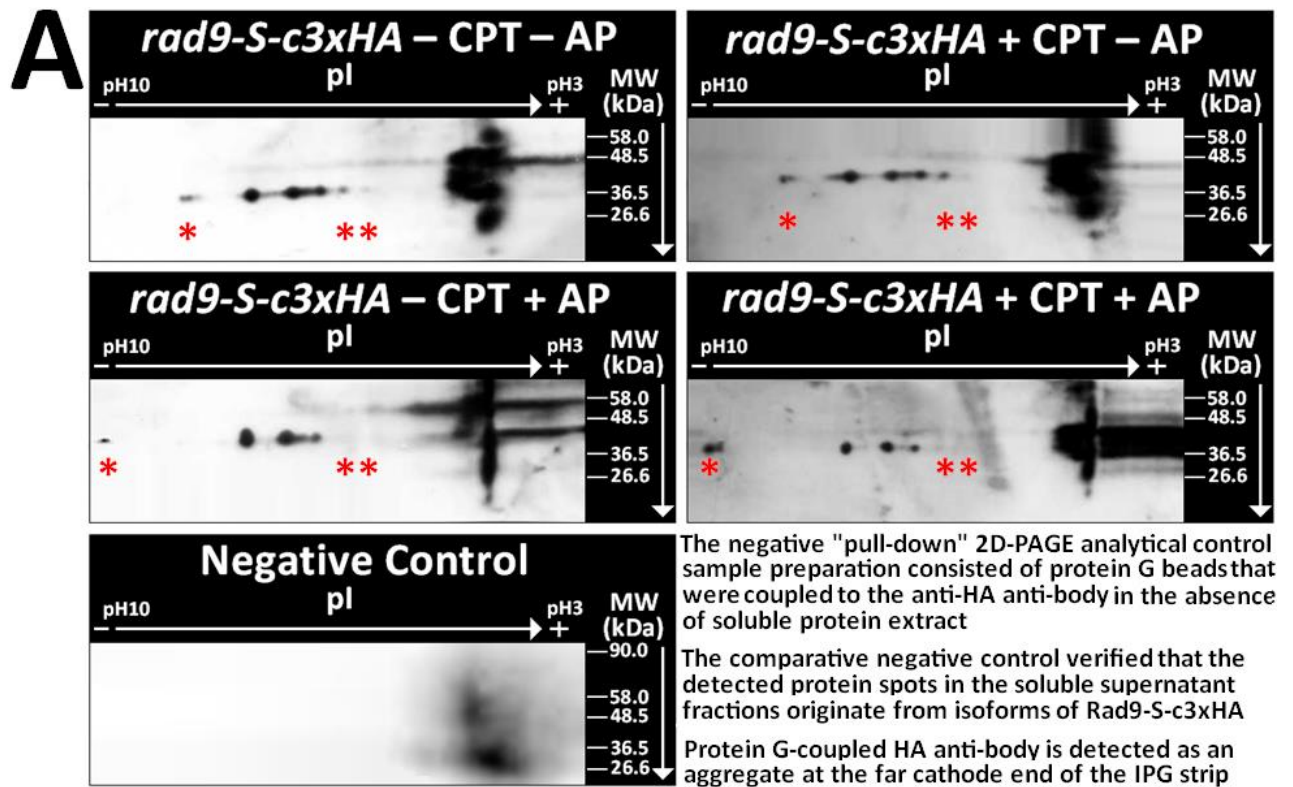 A
rad9-S-c3xHA – CPT – AP
pI
pH10
pH3
– +
MW
(kDa)
58.0
48.5
36.5
26.6
*
**
rad9-S-c3xHA + CPT – AP
pI
pH10
pH3
– +
MW
(kDa)
58.0
48.5
36.5
26.6
*
**
rad9-S-c3xHA – CPT + AP
pI
pH10
pH3
– +
MW
(kDa)
58.0
48.5
36.5
26.6
*
**
rad9-S-c3xHA + CPT + AP
pI
pH10
pH3
– +
MW
(kDa)
58.0
48.5
36.5
26.6
*
**
Negative Control
pI
pH10
pH3
– +
MW
(kDa)
90.0
58.0
48.5
36.5
26.6
The negative "pull-down" 2D-PAGE analytical control
sample preparation consisted of protein G beads that
were coupled to the anti-HA anti-body in the absence
of soluble protein extract
The comparative negative control verified that the
detected protein spots in the soluble supernatant
fractions originate from isoforms of Rad9-S-c3xHA
Protein G-coupled HA anti-body is detected as an
aggregate at the far cathode end of the IPG strip